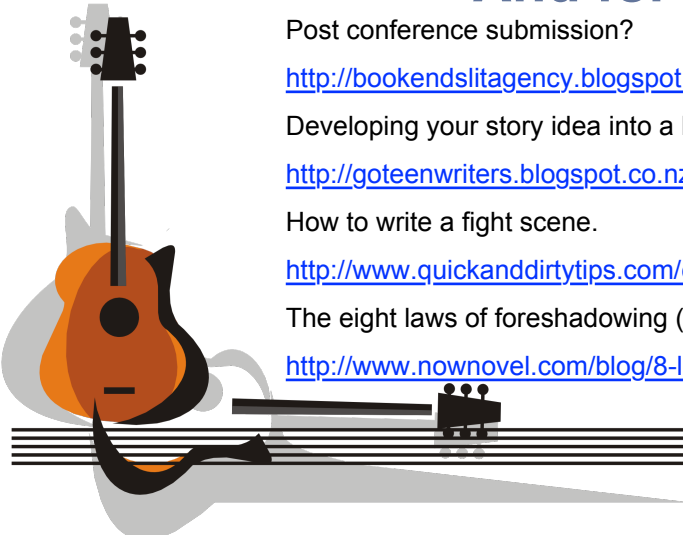 Post conference submission?
http://bookendslitagency.blogspot
Developing your story idea into a
http://goteenwriters.blogspot.co.nz
How to write a fight scene.
http://www.quickanddirtytips.com/
The eight laws of foreshadowing (
http://www.nownovel.com/blog/8-l